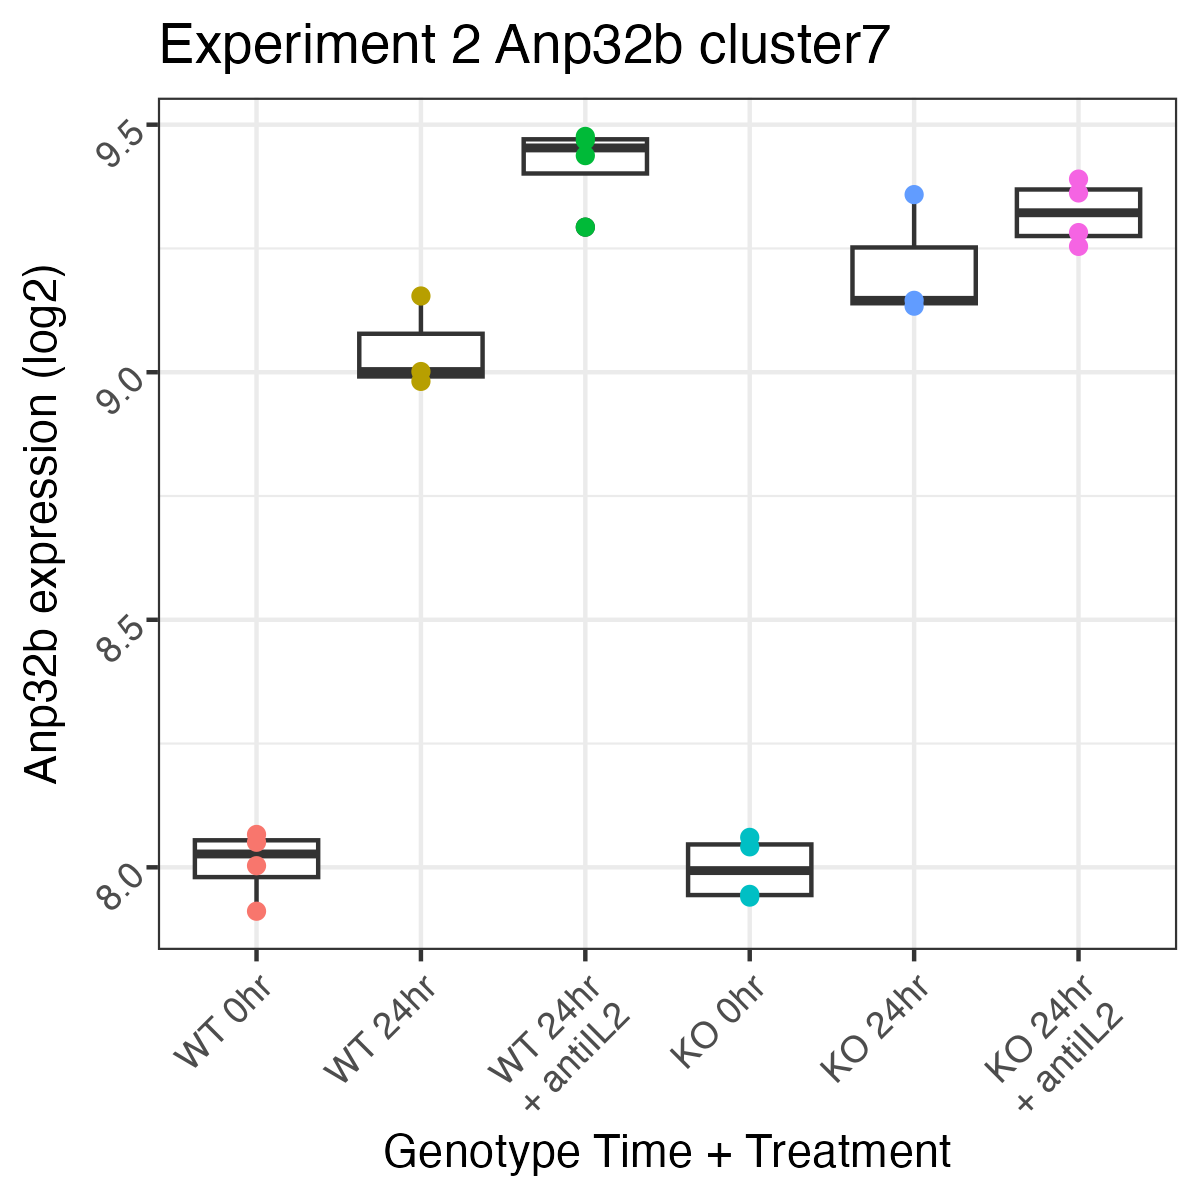 Experiment 2 Anp32b cluster7
Anp32b expression (log2)
9.5
9.0
8.5
8.0
WT 0hr
WT 24hr
WT 24hr
+ antiIL2
KO 0hr
KO 24hr
KO 24hr
+ antiIL2
Genotype Time + Treatment